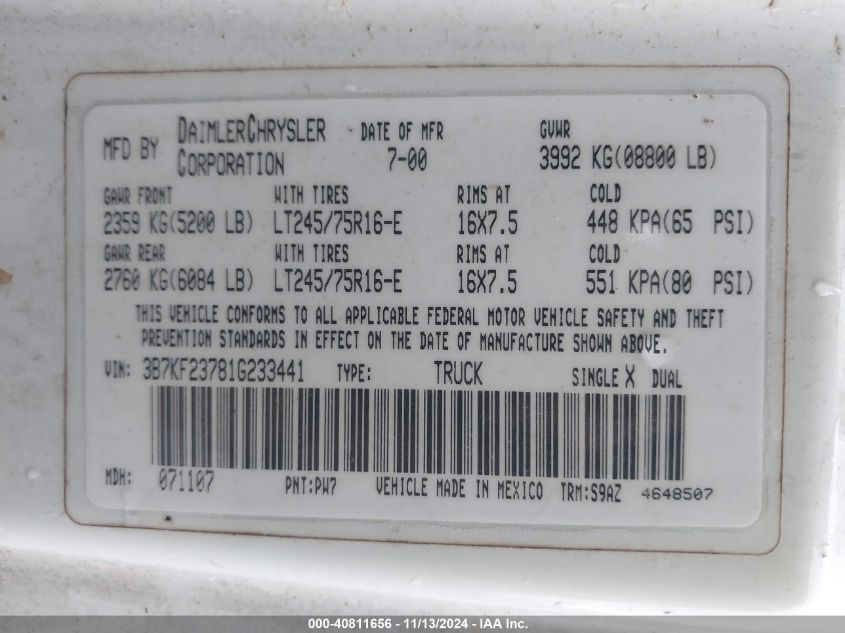 MFD BY DAIMLERCHRYSLER CORPORATION DATE OF MFR 7-00 GVWR 3992 KG(08800 LB)
GAWR FRONT WITH TIRES RIMS AT COLD
2359 KG(5200 LB) LT245/75R16-E 16X7.5 448 KPA(65 PSI)
GAWR REAR WITH TIRES RIMS AT COLD
2760 KG(6084 LB) LT245/75R16-E 16X7.5 551 KPA(80 PSI)
THIS VEHICLE CONFORMS TO ALL APPLICABLE FEDERAL MOTOR VEHICLE SAFETY AND THEFT
PREVENTION STANDARDS IN EFFECT ON THE DATE OF MANUFACTURE SHOWN ABOVE.
VIN: 3B7KF23781G233441 TYPE: TRUCK SINGLE X DUAL
MDH: 071107 PNT:PW7 VEHICLE MADE IN MEXICO TRM:S9AZ 4648507
000-40811656 - 11/13/2024 - IAA Inc.